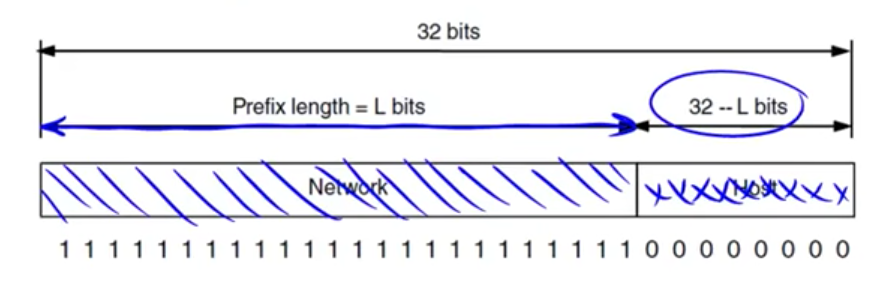 32 bits
Prefix length = L bits
32 -- L bits
Network
Host
1 1 1 1 1 1 1 1 1 1 1 1 1 1 1 1 1 1 1 1 1 1 1 1 0 0 0 0 0 0 0 0